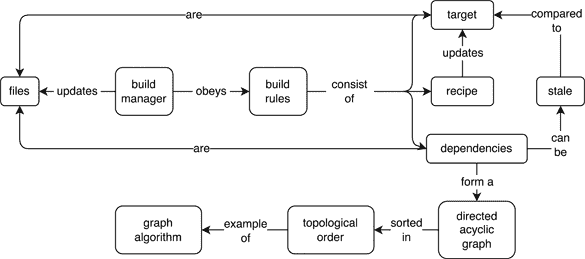 are
target
compared
to
updates
files
updates
build
manager
obeys
build
rules
consist
of
recipe
stale
are
dependencies
can
be
form a
graph
algorithm
example
of
topological
order
sorted
in
directed
acyclic
graph